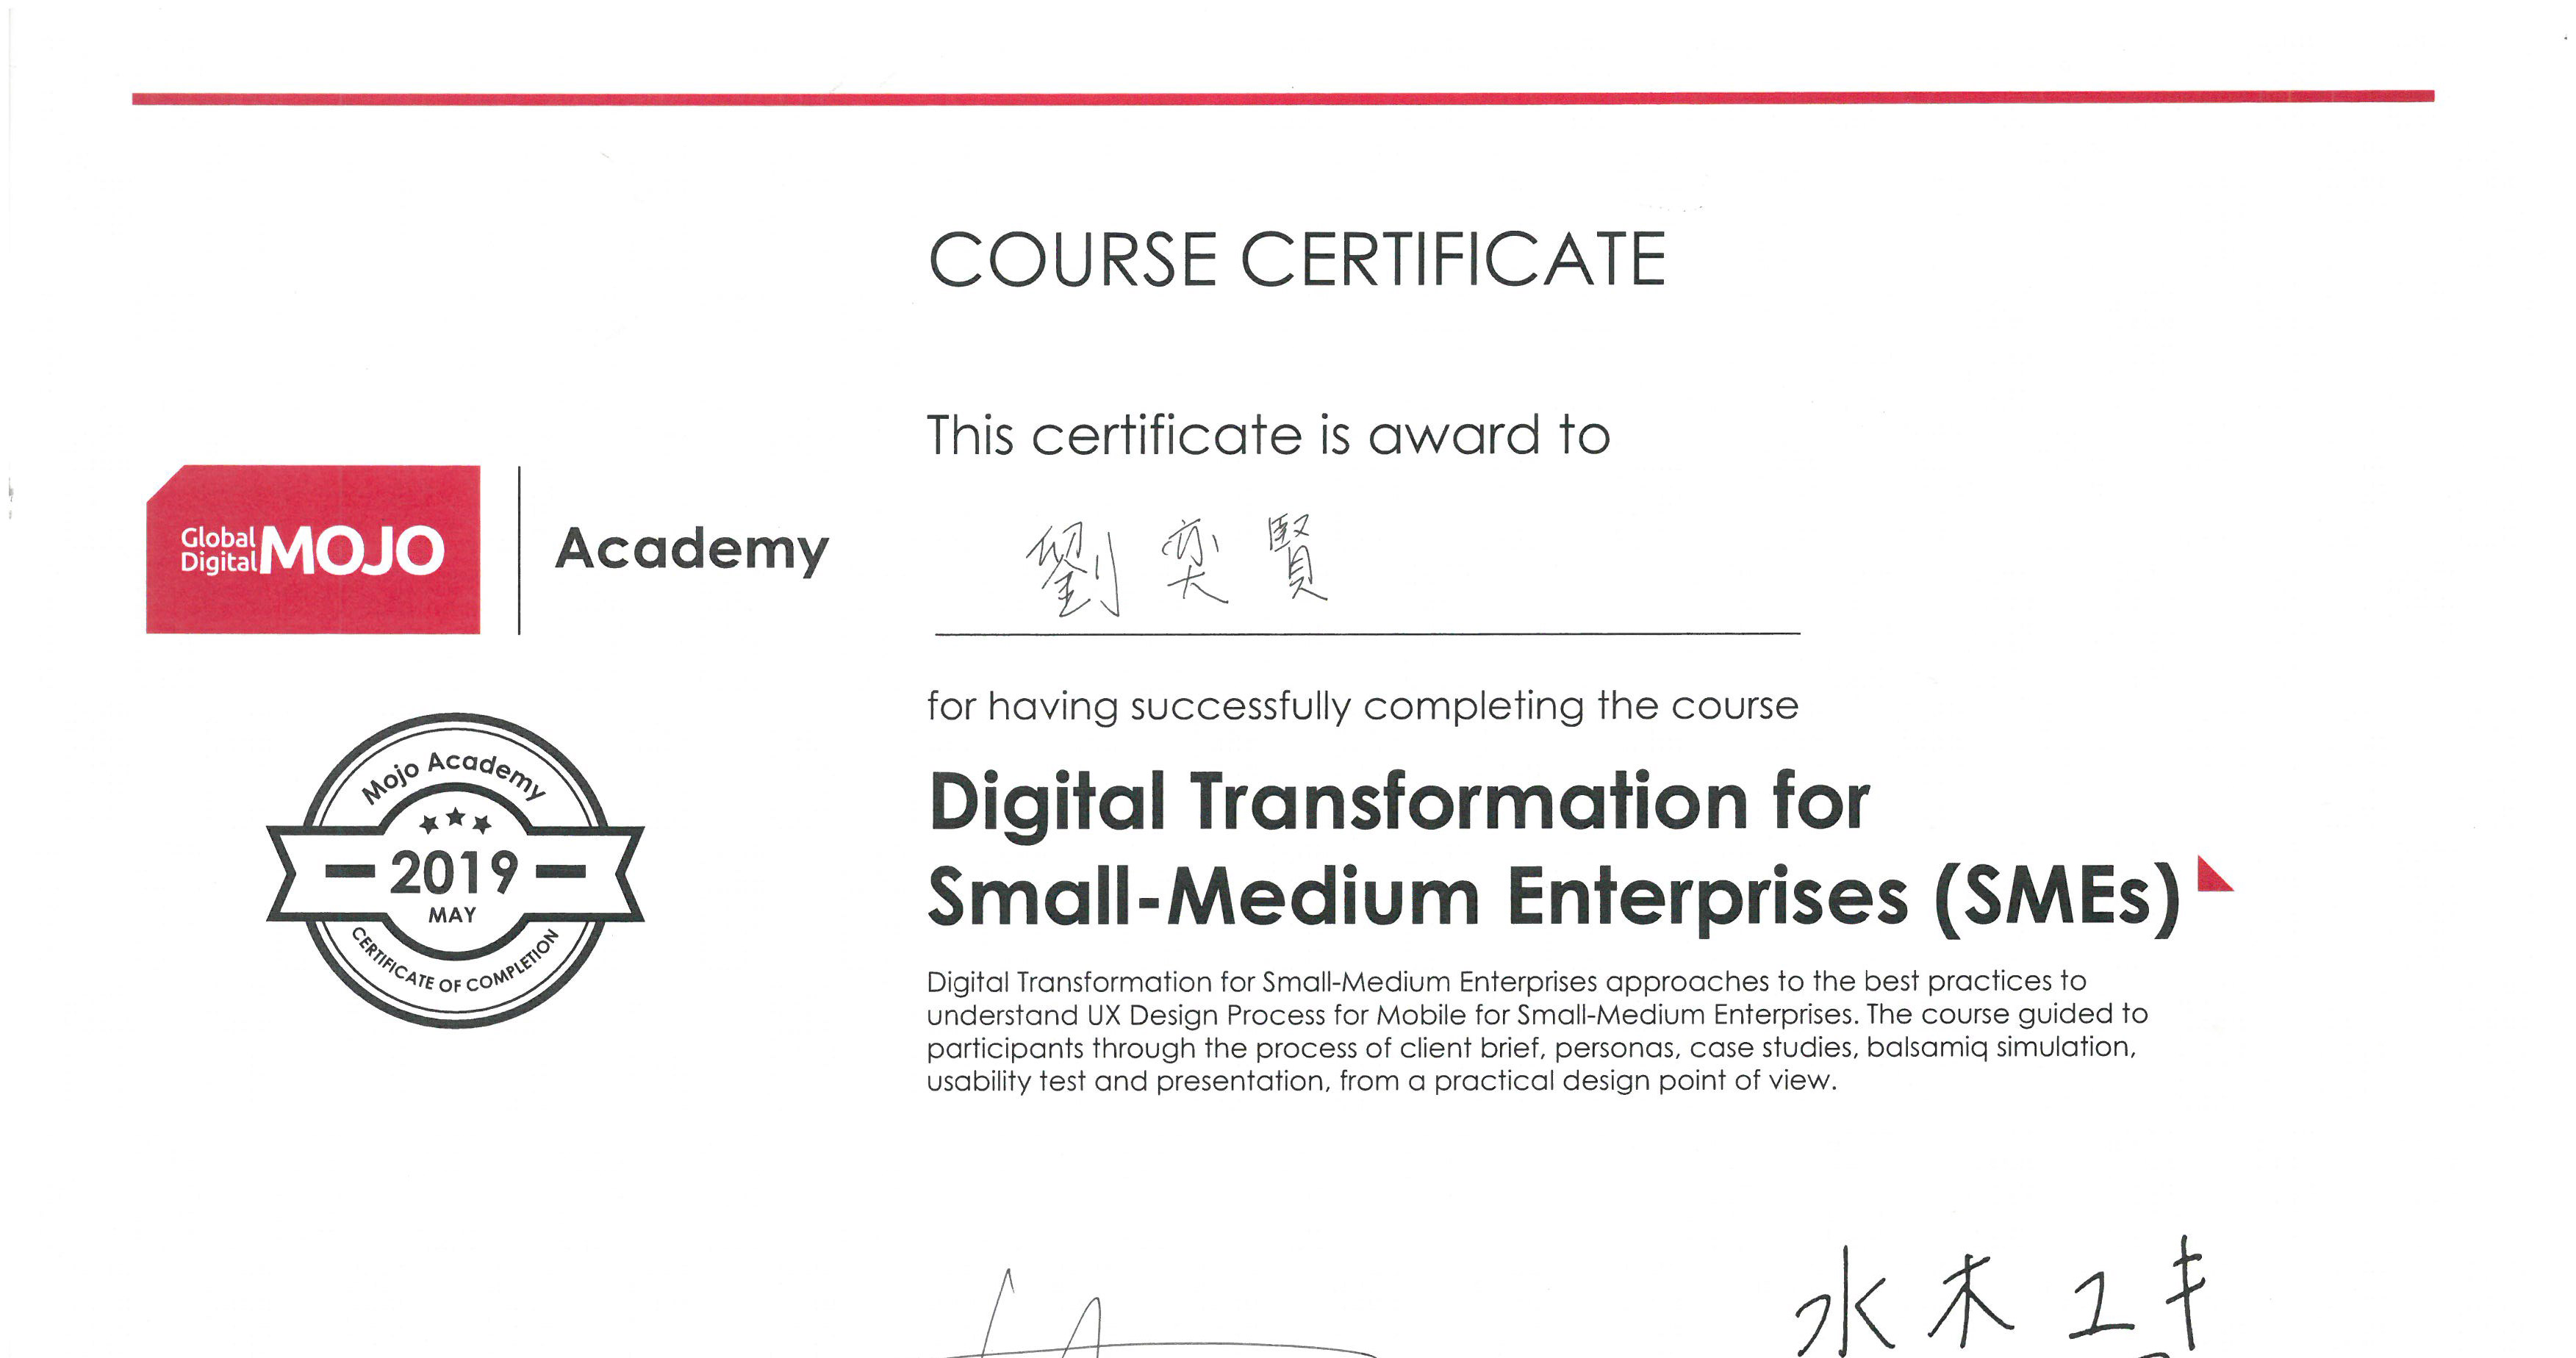 COURSE CERTIFICATE
This certificate is award to
Global
Digital MOJO
Academy
劉奕賢
for having successfully completing the course
Mojo Academy
2019
MAY
CERTIFICATE OF COMPLETION
Digital Transformation for
Small-Medium Enterprises (SMEs)
Digital Transformation for Small-Medium Enterprises approaches to the best practices to
understand UX Design Process for Mobile for Small-Medium Enterprises. The course guided to
participants through the process of client brief, personas, case studies, balsamiq simulation,
usability test and presentation, from a practical design point of view.
水木ユキ